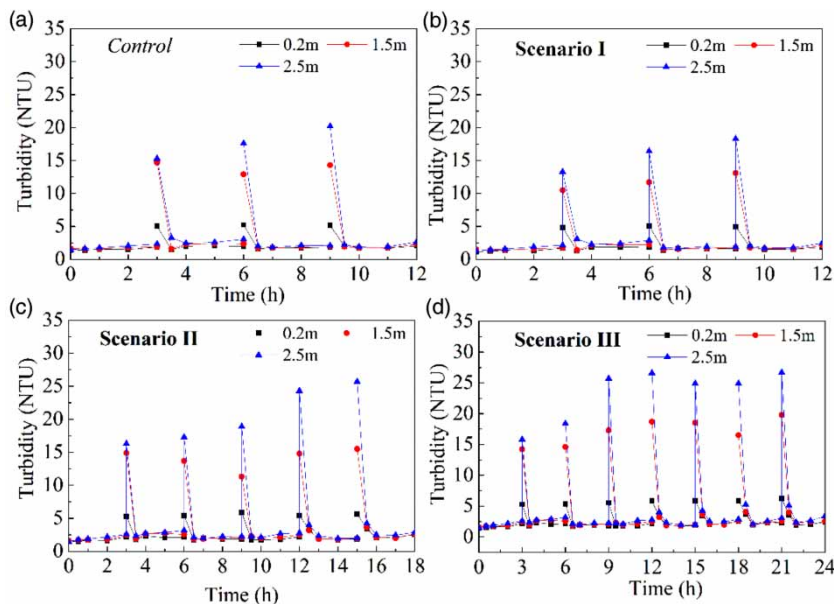 (a)
Control
0.2m 1.5m
2.5m
35
30
25
20
15
10
5
0
Turbidity (NTU)
0 2 4 6 8 10 12
Time (h)
(b)
Scenario I
0.2m 1.5m
2.5m
35
30
25
20
15
10
5
0
Turbidity (NTU)
0 2 4 6 8 10 12
Time (h)
(c)
Scenario II
0.2m 1.5m
2.5m
35
30
25
20
15
10
5
0
Turbidity (NTU)
0 2 4 6 8 10 12 14 16 18
Time (h)
(d)
Scenario III
0.2m 1.5m
2.5m
35
30
25
20
15
10
5
0
Turbidity (NTU)
0 3 6 9 12 15 18 21 24
Time (h)